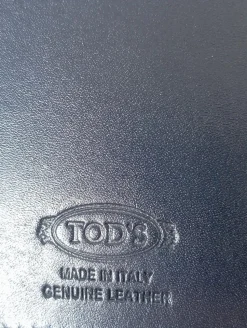 TOD'S
MADE IN ITALY
GENUINE LEATHER